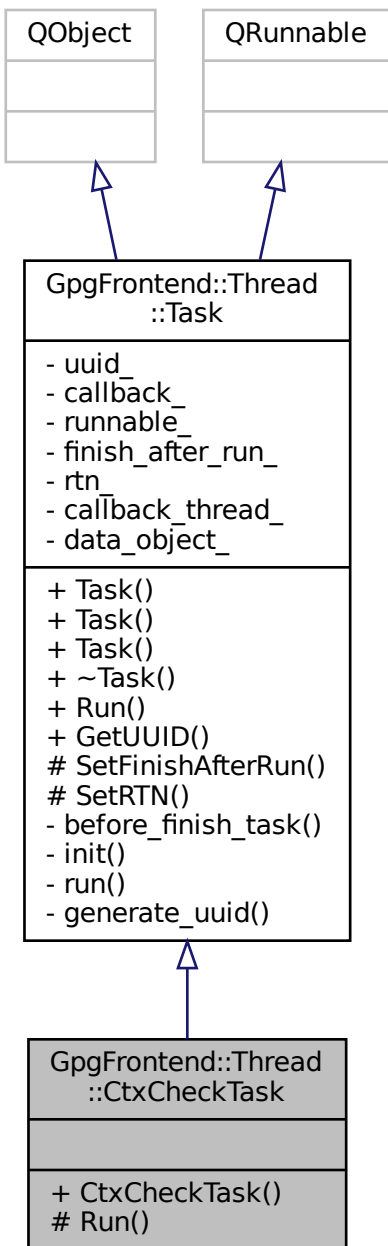 QObject
QRunnable
GpgFrontend::Thread
::Task
- uuid_
- callback_
- runnable_
- finish_after_run_
- rtn_
- callback_thread_
- data_object_
+ Task()
+ Task()
+ Task()
+ ~Task()
+ Run()
+ GetUUID()
# SetFinishAfterRun()
# SetRTN()
- before_finish_task()
- init()
- run()
- generate_uuid()
GpgFrontend::Thread
::CtxCheckTask
+ CtxCheckTask()
# Run()